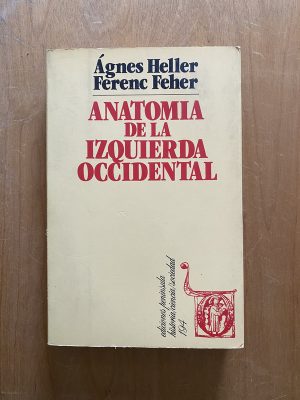 Ágnes Heller
Ferenc Feher
ANATOMIA
DE LA
IZQUIERDA
OCCIDENTAL
ediciones península
historia/ciencia/sociedad
194